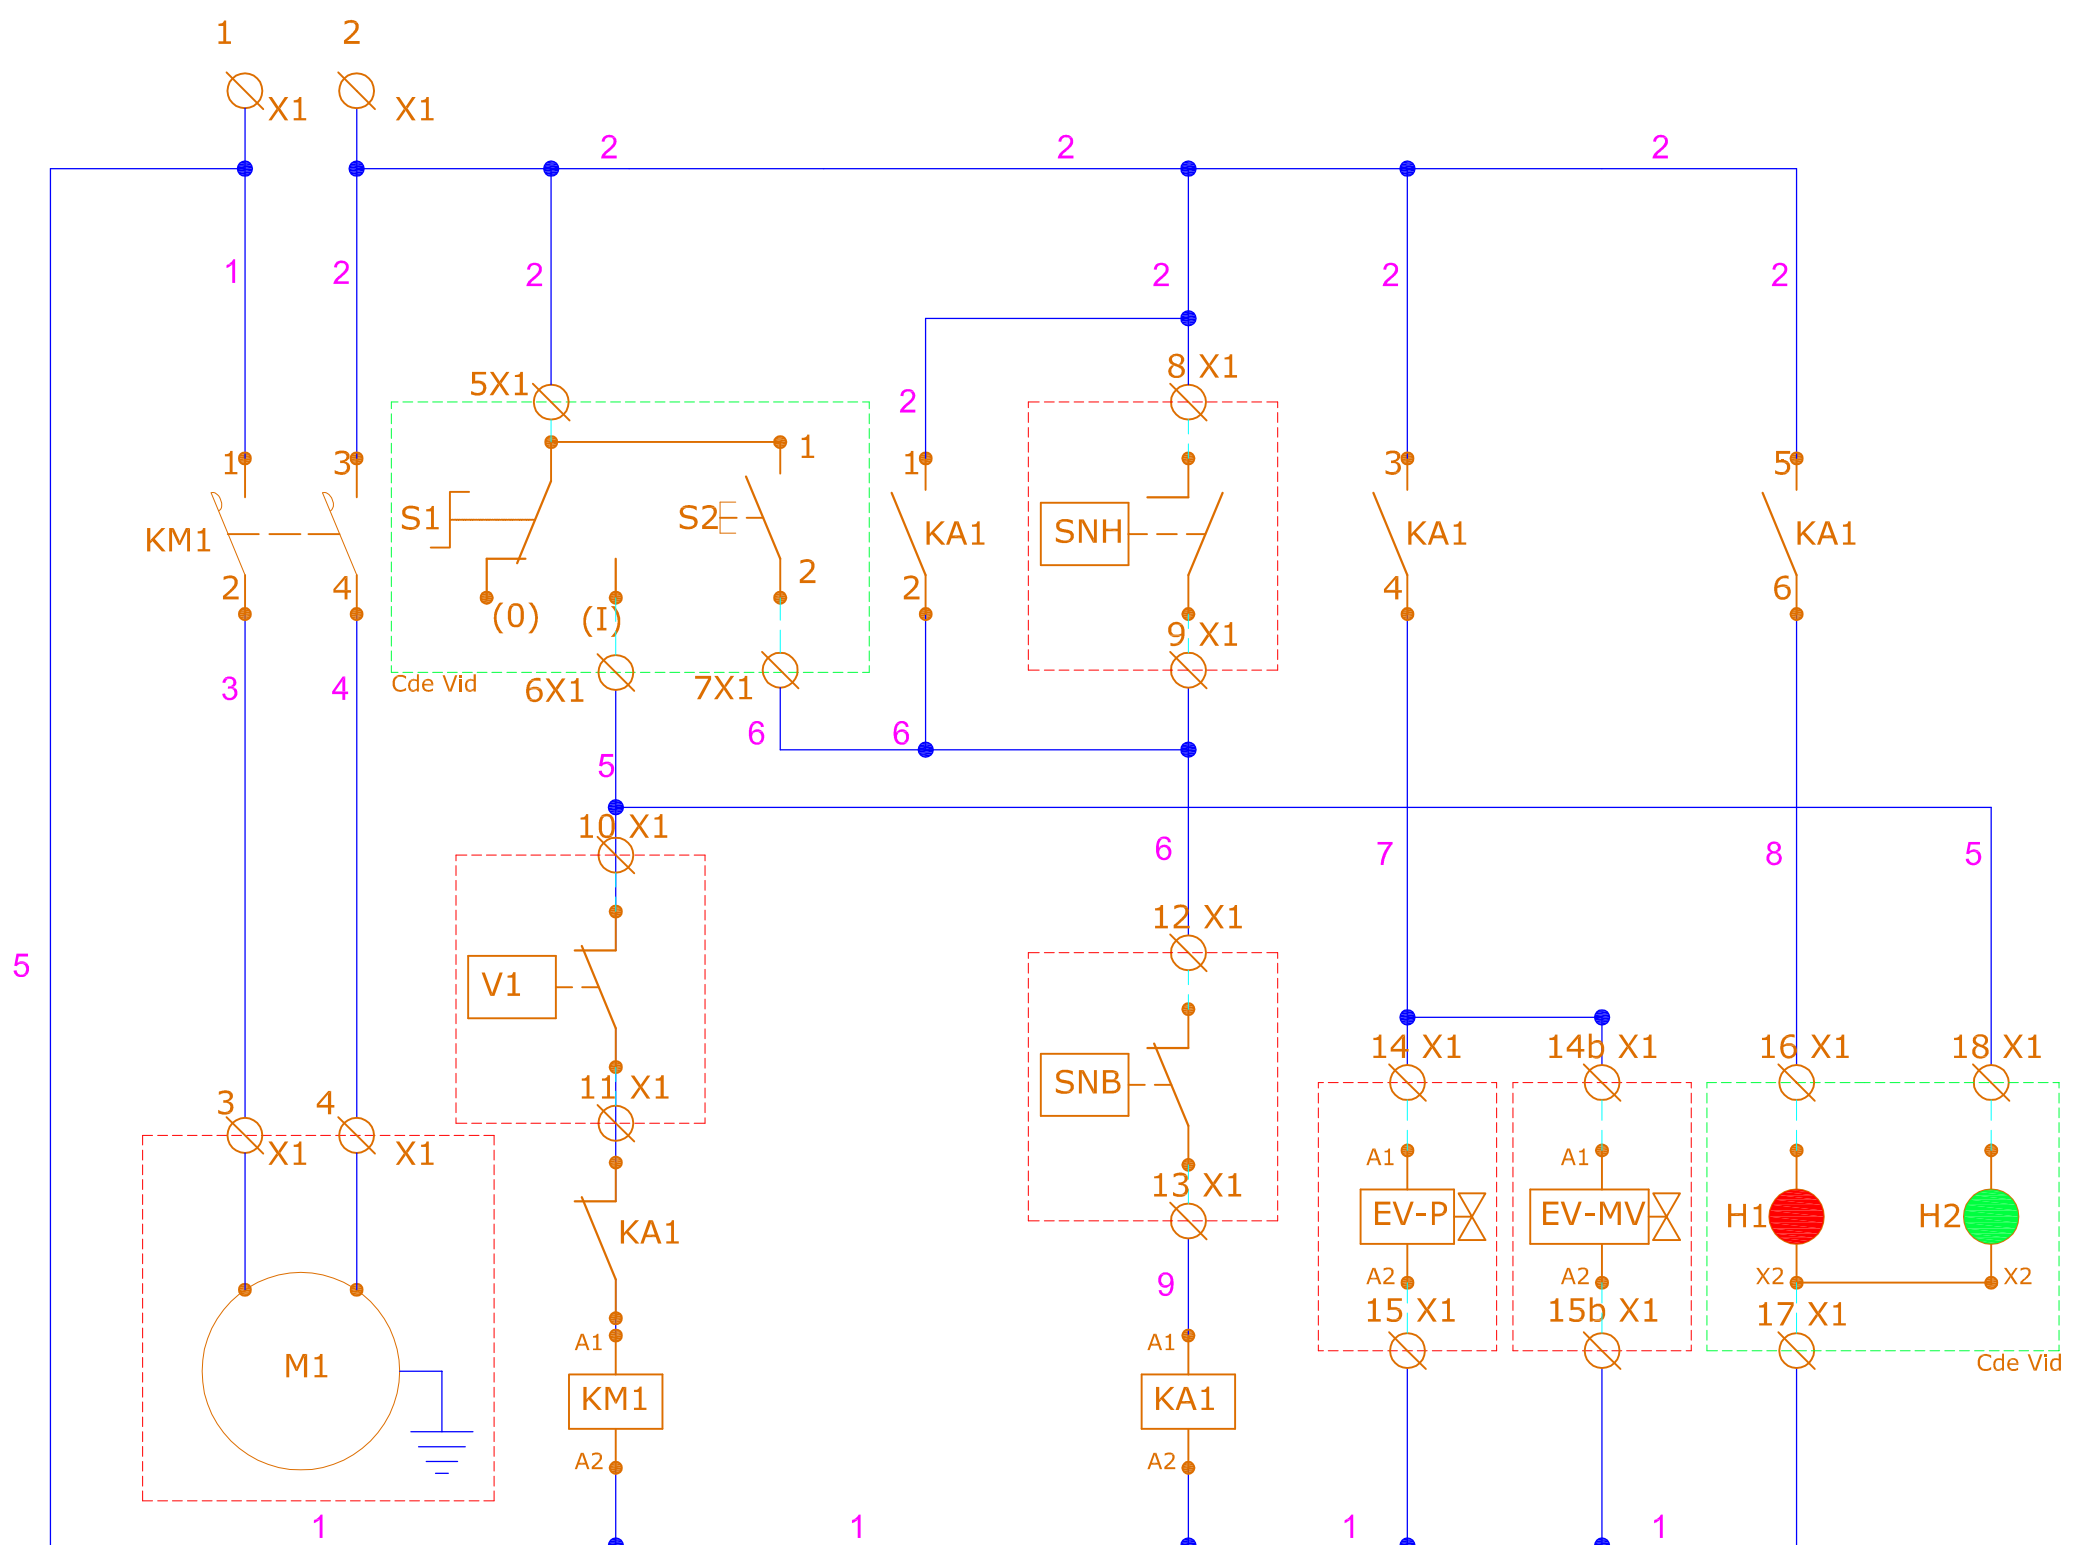 1 2
X1 X1
2 2 2
1 2 2 2 2 2
5X1 8 X1
2
1 3 1 1 3 5
KM1 S1 S2 KA1 SNH KA1 KA1
2 4 2 2 4 6
(0) (I) 9 X1
3 4 Cde Vid 6X1 7X1
6 6
5
10 X1 6 7 8 5
12 X1
5 V1
14 X1 14b X1 16 X1 18 X1
3 4 11 X1 SNB
X1 X1 A1 A1
13 X1
KA1 EV-P EV-MV H1 H2
9 A2 A2 X2 X2
15 X1 15b X1 17 X1
A1 A1
M1 Cde Vid
KM1 KA1
A2 A2
1 1 1 1